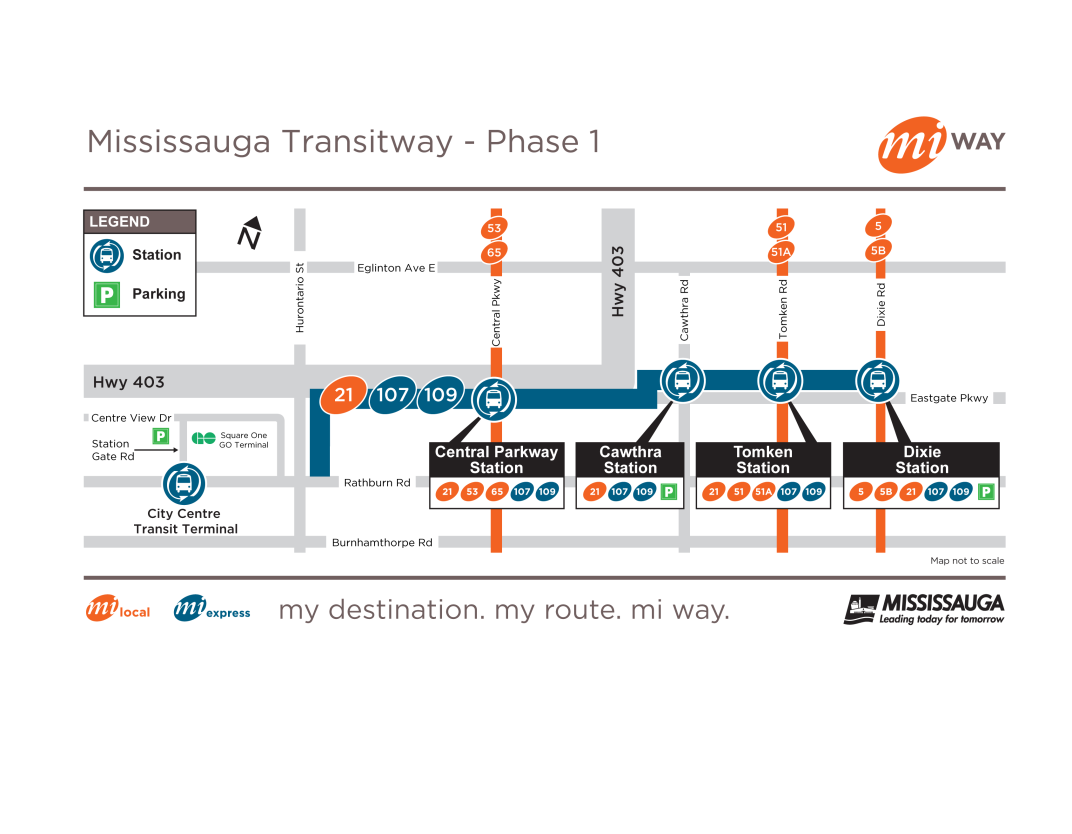 Mississauga Transitway - Phase 1
mi WAY
LEGEND
Station
P
Parking
N
Hurontario St
Eglinton Ave E
53
65
Central Pkwy
Hwy 403
Cawthra Rd
51
51A
Tomken Rd
5
5B
Dixie Rd
Hwy 403
21
107
109
Eastgate Pkwy
Centre View Dr
P
Station
Gate Rd
Square One
GO Terminal
GO
City Centre
Transit Terminal
Rathburn Rd
Central Parkway
Station
21 53 65 107 109
Cawthra
Station
21 107 109 P
Tomken
Station
21 51 51A 107 109
Dixie
Station
5 5B 21 107 109 P
Burnhamthorpe Rd
Map not to scale
mi local
mi express
my destination. my route. mi way.
MISSISSAUGA
Leading today for tomorrow